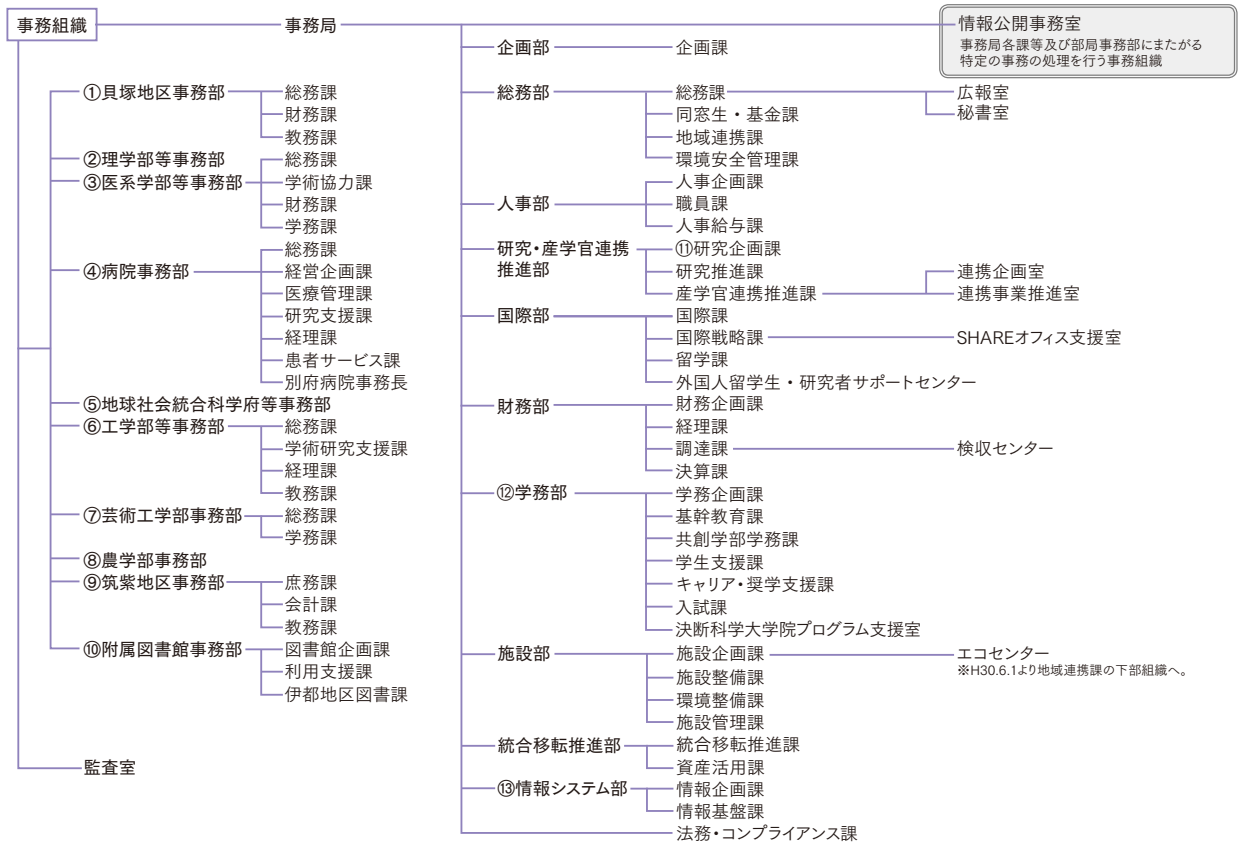 事務組織
事務局
情報公開事務室
事務局各課等及び部局事務部にまたがる
特定の事務の処理を行う事務組織
①貝塚地区事務部
総務課
財務課
教務課
②理学部等事務部
③医系学部等事務部
総務課
学術協力課
財務課
学務課
④病院事務部
総務課
経営企画課
医療管理課
研究支援課
経理課
患者サービス課
別府病院事務長
⑤地球社会統合科学府等事務部
⑥工学部等事務部
総務課
学術研究支援課
経理課
教務課
⑦芸術工学部事務部
総務課
学務課
⑧農学部事務部
⑨筑紫地区事務部
庶務課
会計課
教務課
⑩附属図書館事務部
図書館企画課
利用支援課
伊都地区図書課
監査室
企画部
企画課
総務部
総務課
広報室
秘書室
同窓生・基金課
地域連携課
環境安全管理課
人事部
人事企画課
職員課
人事給与課
研究・産学官連携
推進部
⑪研究企画課
研究推進課
産学官連携推進課
連携企画室
連携事業推進室
国際部
国際課
国際戦略課
SHAREオフィス支援室
留学課
外国人留学生・研究者サポートセンター
財務部
財務企画課
経理課
調達課
検収センター
決算課
⑫学務部
学務企画課
基幹教育課
共創学部学務課
学生支援課
キャリア・奨学支援課
入試課
決断科学大学院プログラム支援室
施設部
施設企画課
エコセンター
※H30.6.1より地域連携課の下部組織へ。
施設整備課
環境整備課
施設管理課
統合移転推進部
統合移転推進課
資産活用課
⑬情報システム部
情報企画課
情報基盤課
法務・コンプライアンス課